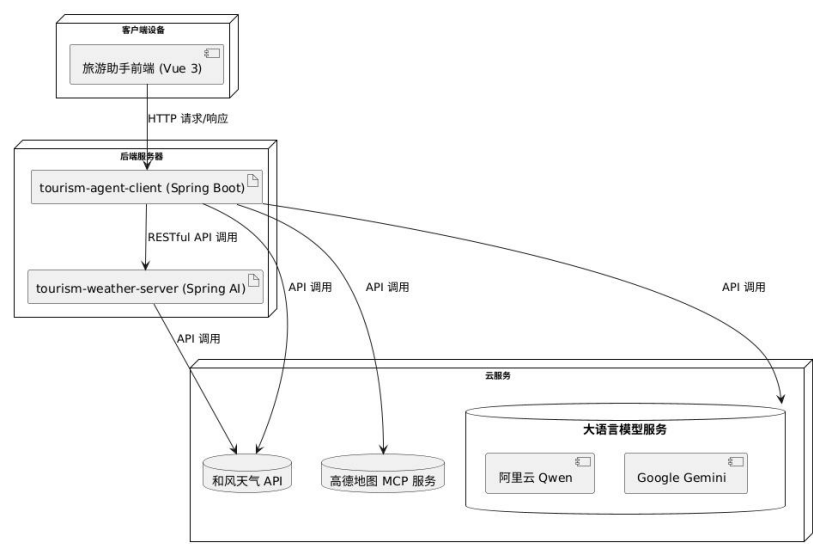 客户端设备
旅游助手前端 (Vue 3)
HTTP 请求/响应
后端服务器
tourism-agent-client (Spring Boot)
RESTful API 调用
tourism-weather-server (Spring AI)
API 调用
API 调用
API 调用
API 调用
云服务
大语言模型服务
和风天气 API
高德地图 MCP 服务
阿里云 Qwen
Google Gemini